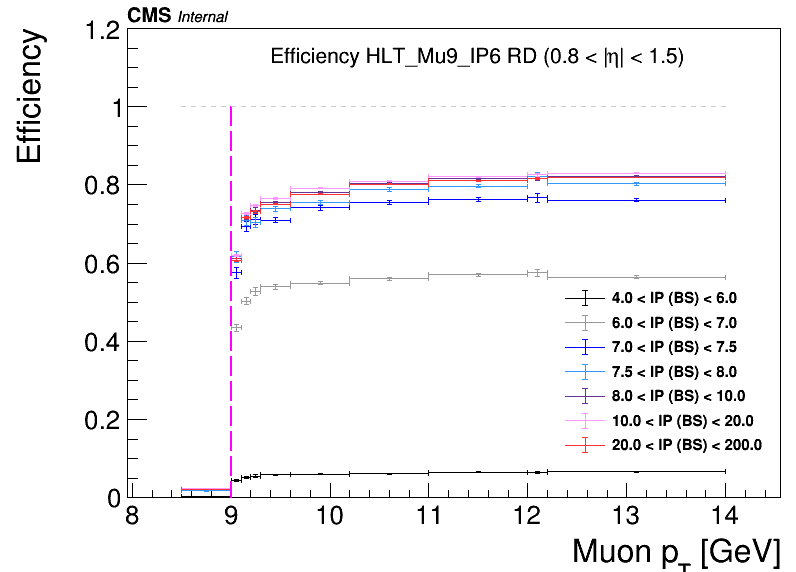 CMS Internal
Efficiency HLT_Mu9_IP6 RD (0.8 < |η| < 1.5)
Efficiency
1.2
1
0.8
0.6
0.4
0.2
0
4.0 < IP (BS) < 6.0
6.0 < IP (BS) < 7.0
7.0 < IP (BS) < 7.5
7.5 < IP (BS) < 8.0
8.0 < IP (BS) < 10.0
10.0 < IP (BS) < 20.0
20.0 < IP (BS) < 200.0
8 9 10 11 12 13 14
Muon p_T [GeV]